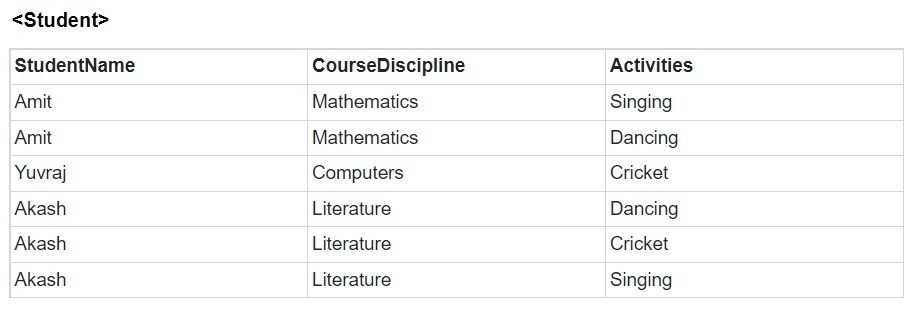 <Student>
StudentName CourseDiscipline Activities
Amit Mathematics Singing
Amit Mathematics Dancing
Yuvraj Computers Cricket
Akash Literature Dancing
Akash Literature Cricket
Akash Literature Singing